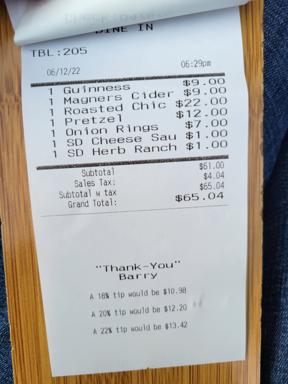 DINE IN
TBL:205
06/12/22 06:29pm
1 Guinness $9.00
1 Magners Cider $9.00
1 Roasted Chic $22.00
1 Pretzel $12.00
1 Onion Rings $7.00
1 SD Cheese Sau $1.00
1 SD Herb Ranch $1.00
Subtotal $61.00
Sales Tax: $4.04
Subtotal w tax $65.04
Grand Total: $65.04
"Thank-You"
Barry
A 18% tip would be $10.98
A 20% tip would be $12.20
A 22% tip would be $13.42